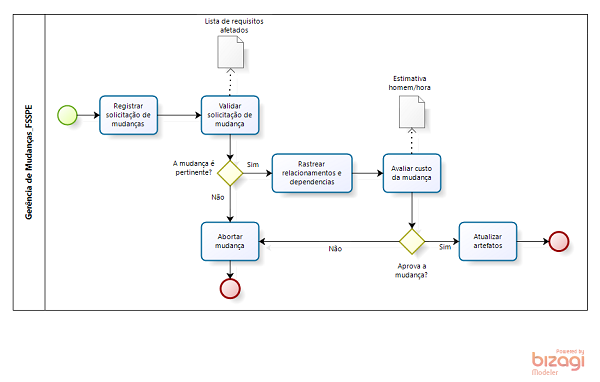 Lista de requisitos
afetados
Estimativa
homem/hora
Gerência de Mudanças_FSSPE
Registrar
solicitação de
mudanças
Validar
solicitação de
mudança
A mudança é
pertinente?
Sim
Rastrear
relacionamentos e
dependencias
Avaliar custo
da mudança
Não
Abortar
mudança
Não
Aprova a
mudança?
Sim
Atualizar
artefatos
Powered by
bizagi
Modeler